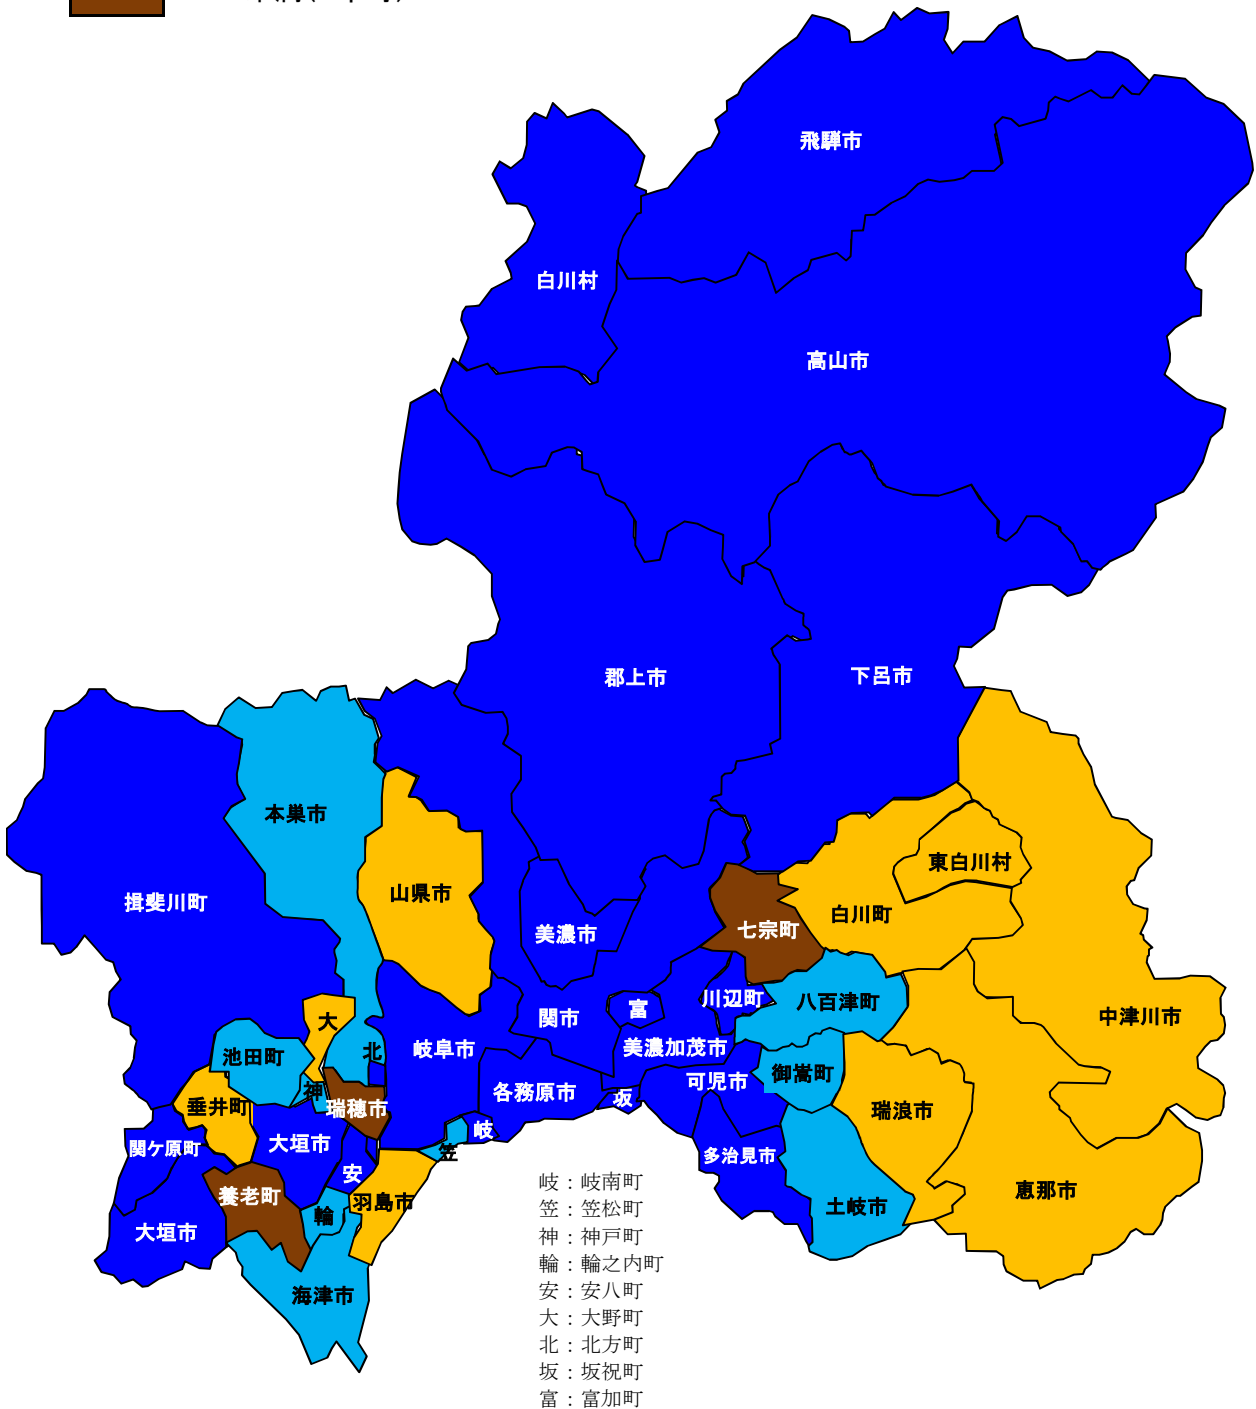 飛騨市
白川村
高山市
郡上市
下呂市
本巣市
東白川村
山県市
揖斐川町
白川町
七宗町
美濃市
川辺町
八百津町
富
関市
中津川市
大
美濃加茂市
岐阜市
北
池田町
御嵩町
可児市
各務原市
神
坂
垂井町
瑞穂市
瑞浪市
岐
大垣市
関ケ原町
笠
多治見市
安
岐：岐南町
恵那市
養老町
羽島市
土岐市
笠：笠松町
輪
大垣市
神：神戸町
輪：輪之内町
海津市
安：安八町
大：大野町
北：北方町
坂：坂祝町
富：富加町